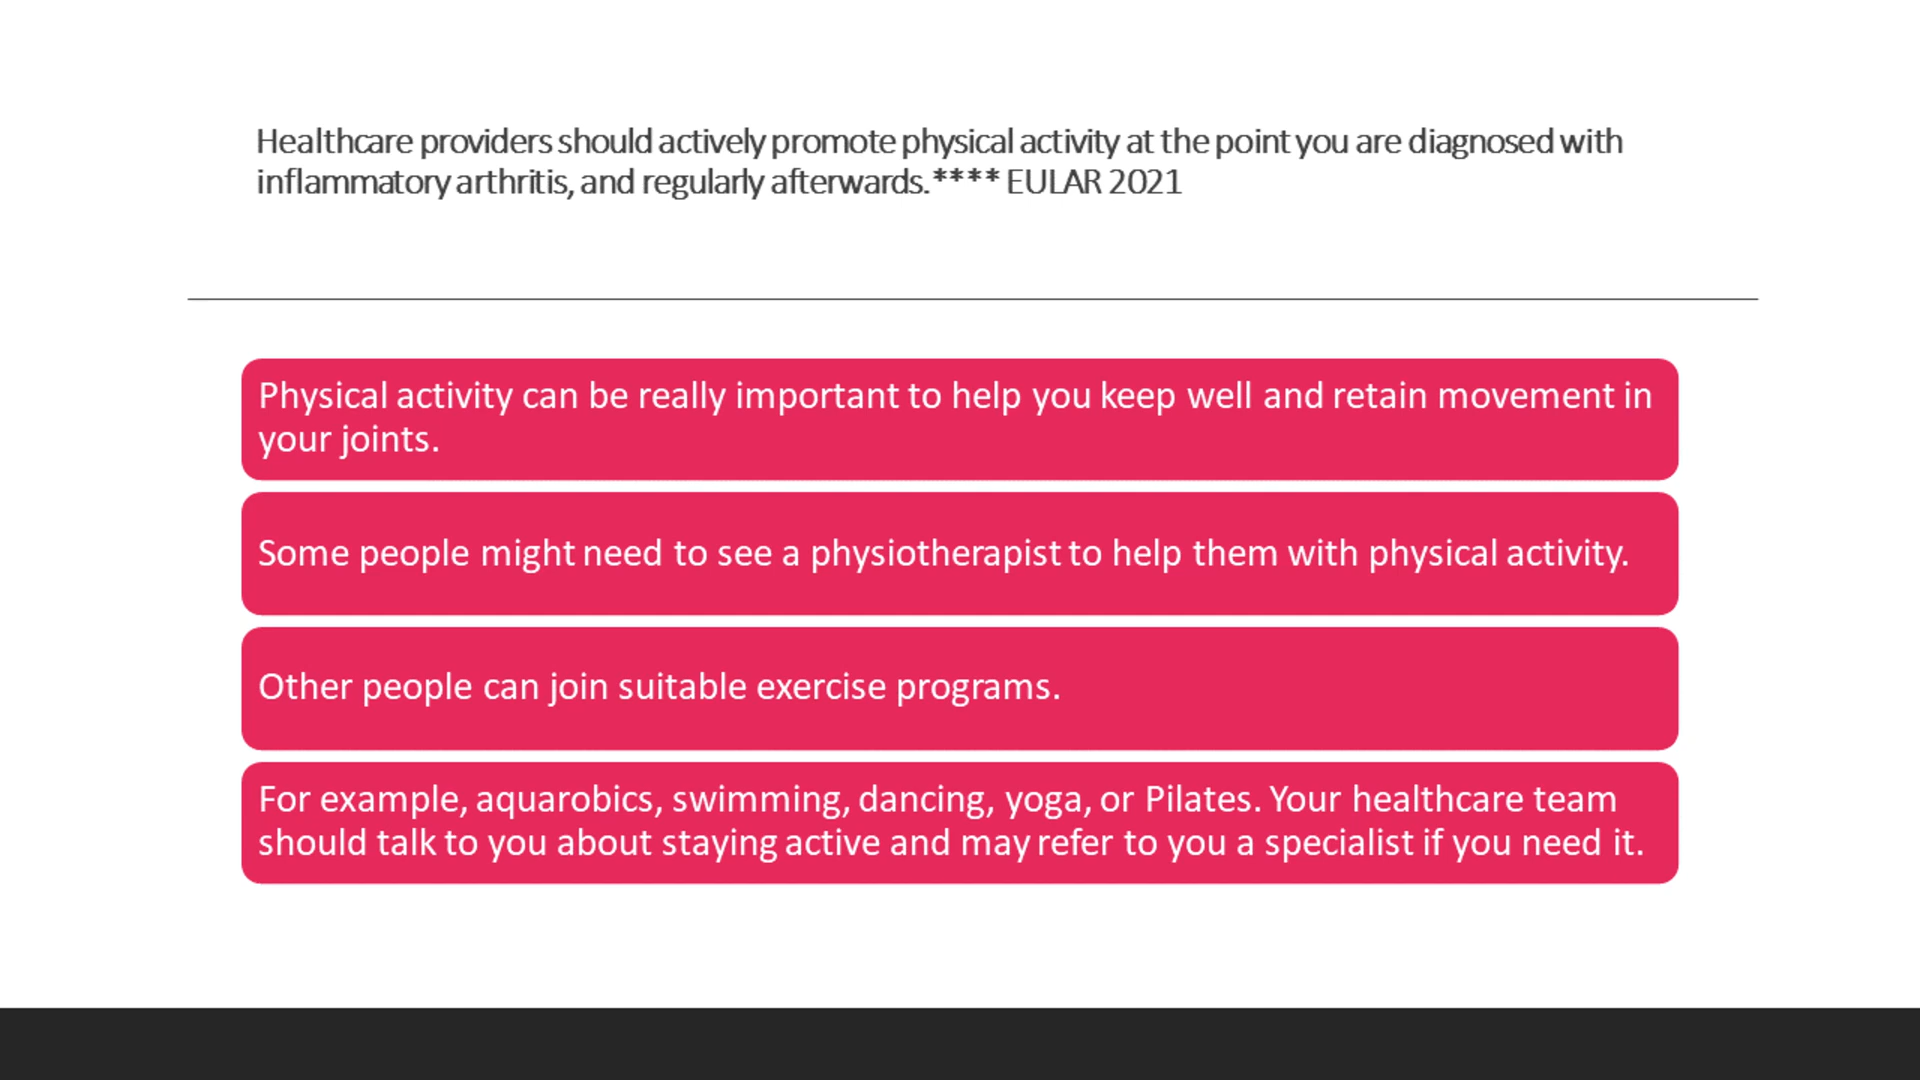 Healthcare providers should actively promote physical activity at the point you are diagnosed with
inflammatory arthritis, and regularly afterwards.**** EULAR 2021
Physical activity can be really important to help you keep well and retain movement in
your joints.
Some people might need to see a physiotherapist to help them with physical activity.
Other people can join suitable exercise programs.
For example, aquarobics, swimming, dancing, yoga, or Pilates. Your healthcare team
should talk to you about staying active and may refer to you a specialist if you need it.